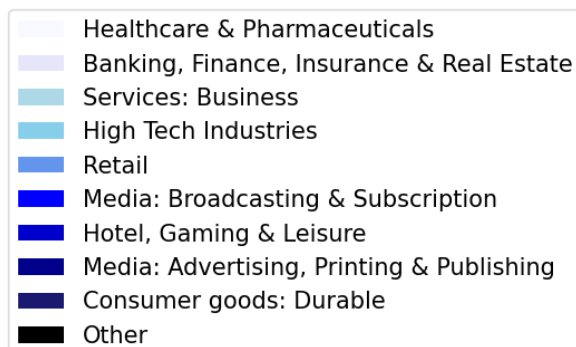 Healthcare & Pharmaceuticals
Banking, Finance, Insurance & Real Estate
Services: Business
High Tech Industries
Retail
Media: Broadcasting & Subscription
Hotel, Gaming & Leisure
Media: Advertising, Printing & Publishing
Consumer goods: Durable
Other